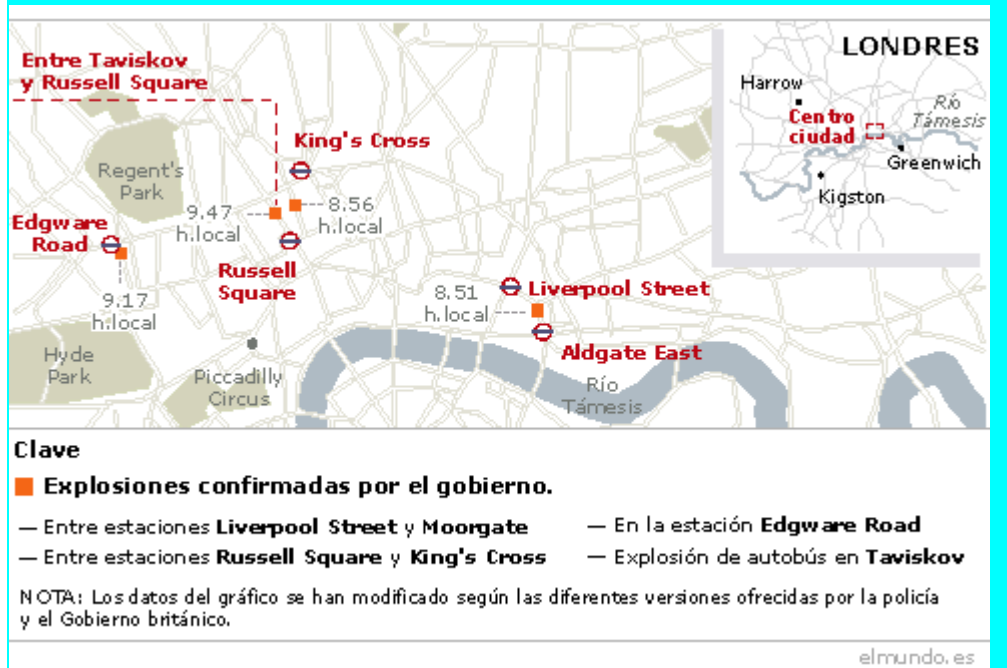 Entre Taviskov
y Russell Square
King's Cross
Regent's
Park
9.47
h.local
8.56
h.local
Edgware
Road
Russell
Square
9.17
h.local
8.51
h.local
Liverpool Street
Aldgate East
Hyde
Park
Piccadilly
Circus
Río
Támesis
LONDRES
Harrow
Centro
ciudad
Río
Támesis
Greenwich
Kigston
Clave
Explosiones confirmadas por el gobierno.
— Entre estaciones Liverpool Street y Moorgate
— Entre estaciones Russell Square y King's Cross
— En la estación Edgware Road
— Explosión de autobús en Taviskov
NOTA: Los datos del gráfico se han modificado según las diferentes versiones ofrecidas por la policía
y el Gobierno británico.
elmundo.es